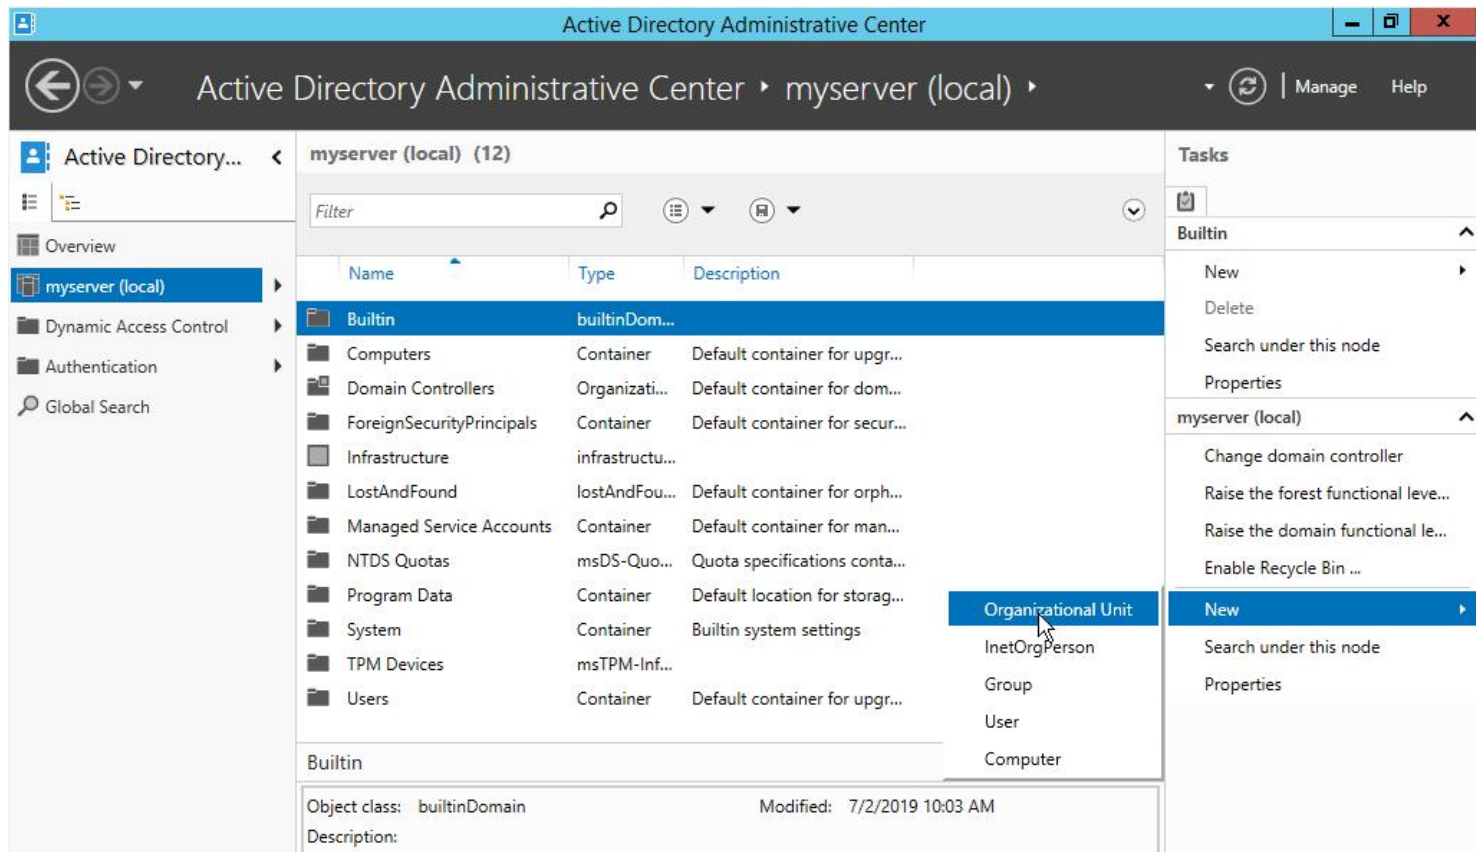 Active Directory Administrative Center
Active Directory Administrative Center ‣ myserver (local) ‣
Manage Help
Active Directory...
Overview
myserver (local)
Dynamic Access Control
Authentication
Global Search
myserver (local) (12)
Filter
Name Type Description
Builtin builtinDom...
Computers Container Default container for upgr...
Domain Controllers Organizati... Default container for dom...
ForeignSecurityPrincipals Container Default container for secur...
Infrastructure infrastructu...
LostAndFound lostAndFou... Default container for orph...
Managed Service Accounts Container Default container for man...
NTDS Quotas msDS-Quo... Quota specifications conta...
Program Data Container Default location for storag...
System Container Builtin system settings
TPM Devices msTPM-Inf...
Users Container Default container for upgr...
Organizational Unit
InetOrgPerson
Group
User
Computer
Builtin
Object class: builtinDomain Modified: 7/2/2019 10:03 AM
Description:
Tasks
Builtin
New
Delete
Search under this node
Properties
myserver (local)
Change domain controller
Raise the forest functional leve...
Raise the domain functional le...
Enable Recycle Bin ...
New
Search under this node
Properties